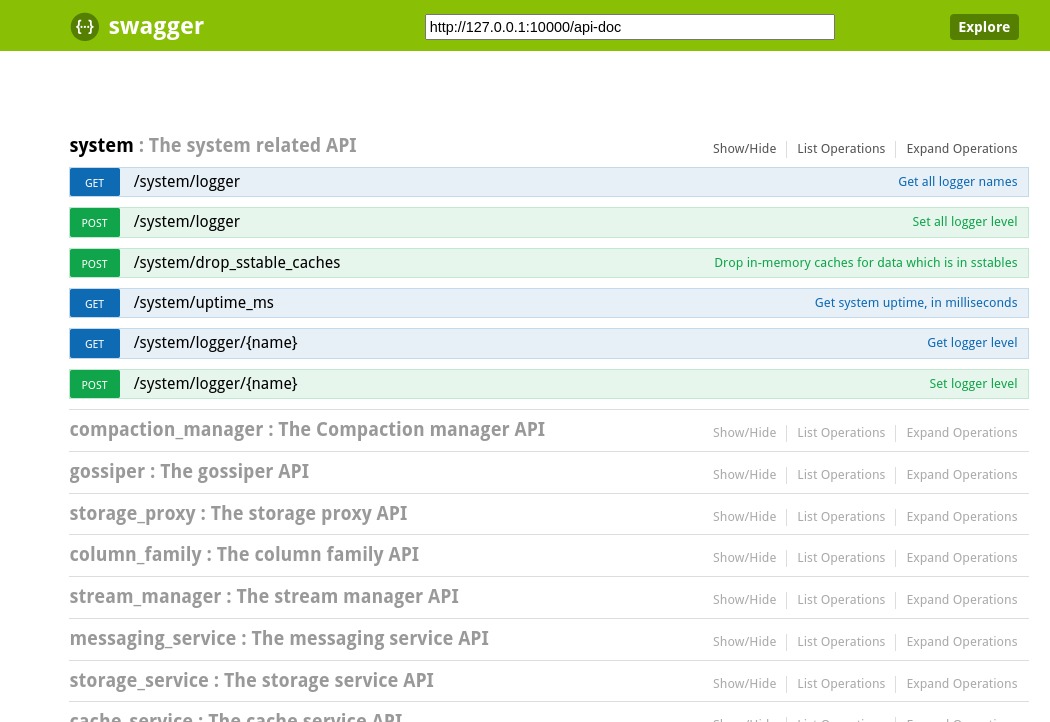 {···} swagger http://127.0.0.1:10000/api-doc Explore
system : The system related API Show/Hide List Operations Expand Operations
GET /system/logger Get all logger names
POST /system/logger Set all logger level
POST /system/drop_sstable_caches Drop in-memory caches for data which is in sstables
GET /system/uptime_ms Get system uptime, in milliseconds
GET /system/logger/{name} Get logger level
POST /system/logger/{name} Set logger level
compaction_manager : The Compaction manager API Show/Hide List Operations Expand Operations
gossiper : The gossiper API Show/Hide List Operations Expand Operations
storage_proxy : The storage proxy API Show/Hide List Operations Expand Operations
column_family : The column family API Show/Hide List Operations Expand Operations
stream_manager : The stream manager API Show/Hide List Operations Expand Operations
messaging_service : The messaging service API Show/Hide List Operations Expand Operations
storage_service : The storage service API Show/Hide List Operations Expand Operations
cache_service : The cache service API Show/Hide List Operations Expand Operations